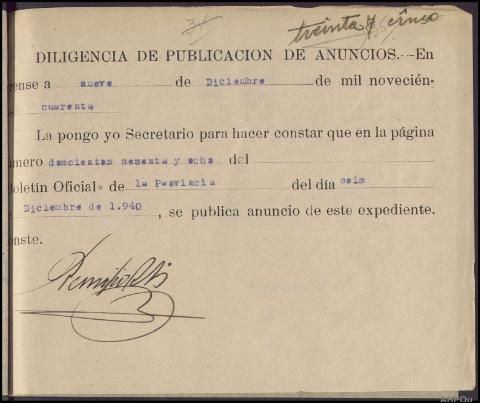 treinta y cinco
DILIGENCIA DE PUBLICACION DE ANUNCIOS.--En
rense a nueve de Diciembre de mil novecién-
cuarenta
La pongo yo Secretario para hacer constar que en la página
úmero doscientos sesenta y ocho del
Boletín Oficial» de la Provincia del día seis
Diciembre de 1.940, se publica anuncio de este expediente.
onste.